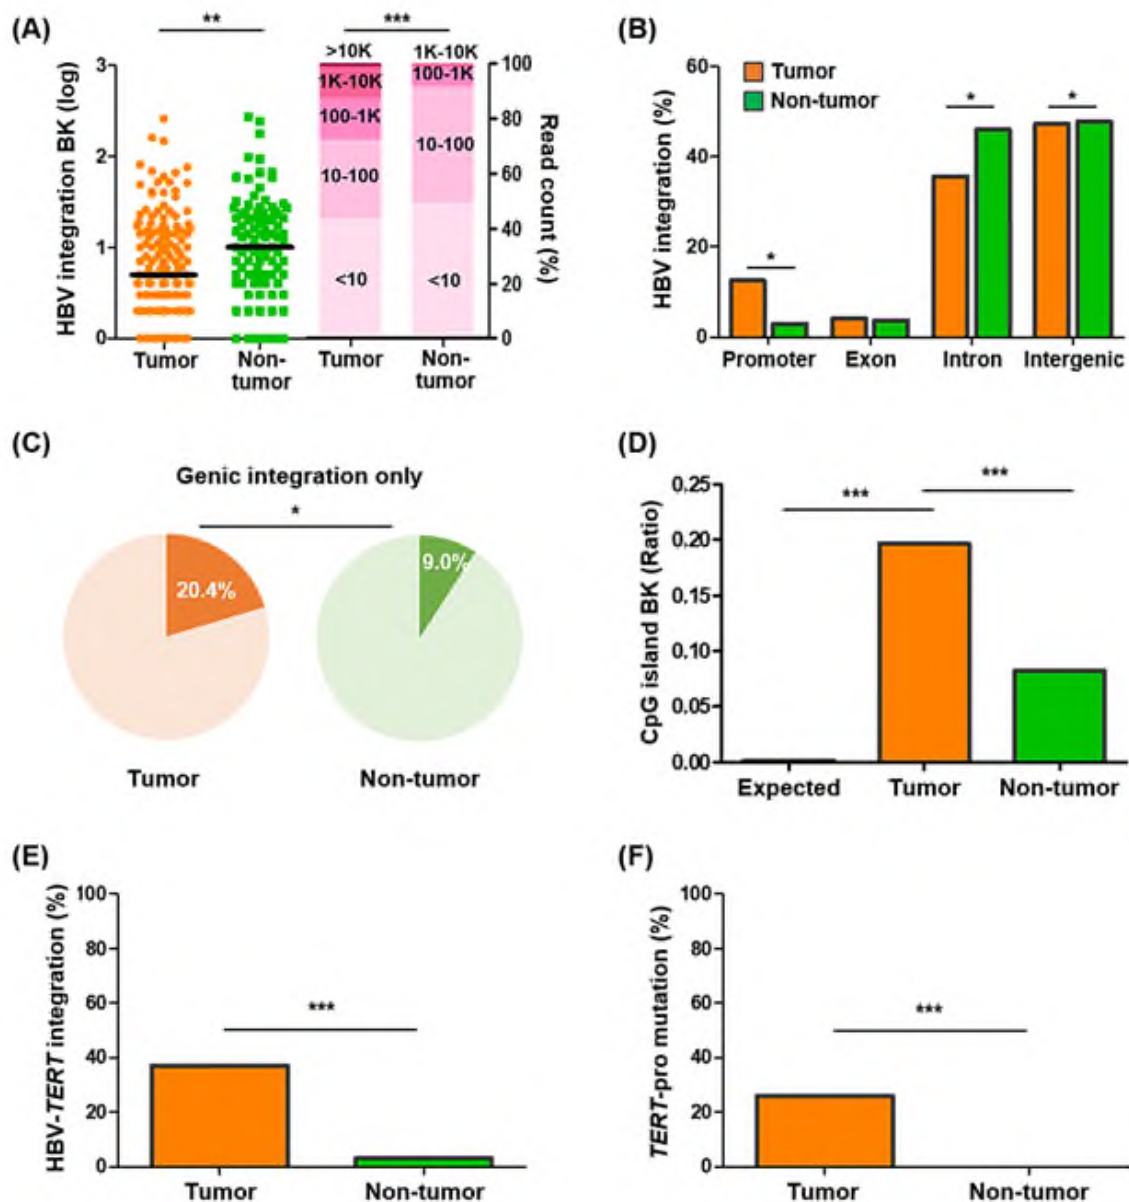 (A)
** ***
>10K 1K-10K
HBV integration BK (log)
3
2
1
0
1K-10K
100-1K
10-100
<10
100-1K
10-100
<10
100
80
60
40
20
0
Read count (%)
Tumor Non- Tumor Non-
tumor tumor
(B)
HBV integration (%)
60
40
20
0
Tumor
Non-tumor
*
*
*
Promoter Exon Intron Intergenic
(C)
Genic integration only
*
20.4%
9.0%
Tumor Non-tumor
(D)
CpG island BK (Ratio)
0.25
0.20
0.15
0.10
0.05
0.00
***
***
Expected Tumor Non-tumor
(E)
HBV-TERT integration (%)
100
80
60
40
20
0
***
Tumor Non-tumor
(F)
TERT-pro mutation (%)
100
80
60
40
20
0
***
Tumor Non-tumor